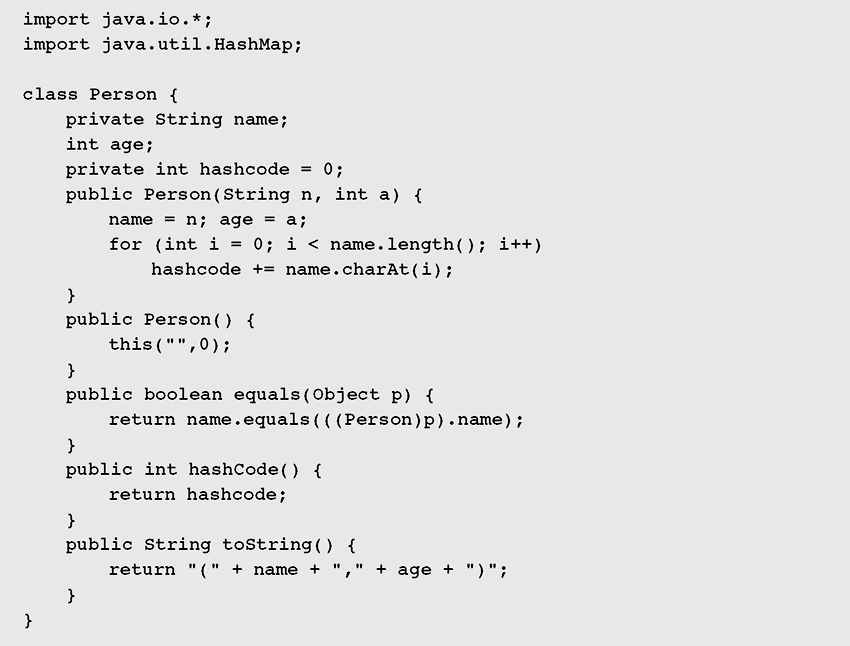 import java.io.*;
import java.util.HashMap;

class Person {
    private String name;
    int age;
    private int hashcode = 0;
    public Person(String n, int a) {
        name = n; age = a;
        for (int i = 0; i < name.length(); i++)
            hashcode += name.charAt(i);
    }
    public Person() {
        this("",0);
    }
    public boolean equals(Object p) {
        return name.equals(((Person)p).name);
    }
    public int hashCode() {
        return hashcode;
    }
    public String toString() {
        return "(" + name + "," + age + ")";
    }
}